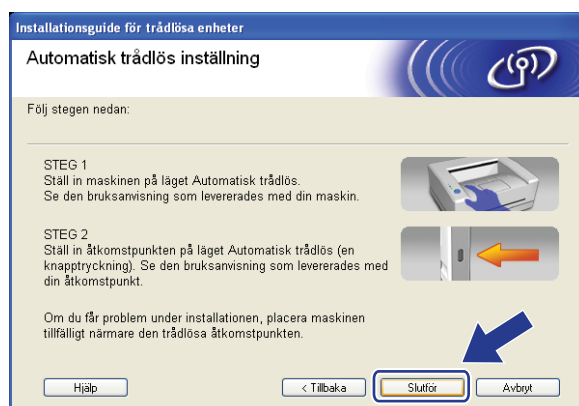 Installationsguide för trådlösa enheter
Automatisk trådlös inställning
Följ stegen nedan:
STEG 1
Ställ in maskinen på läget Automatisk trådlös.
Se den bruksanvisning som levererades med din maskin.
STEG 2
Ställ in åtkomstpunkten på läget Automatisk trådlös (en
knapptryckning). Se den bruksanvisning som levererades med
din åtkomstpunkt.
Om du får problem under installationen, placera maskinen
tillfälligt närmare den trådlösa åtkomstpunkten.
Hjälp
< Tillbaka
Slutför
Avbryt